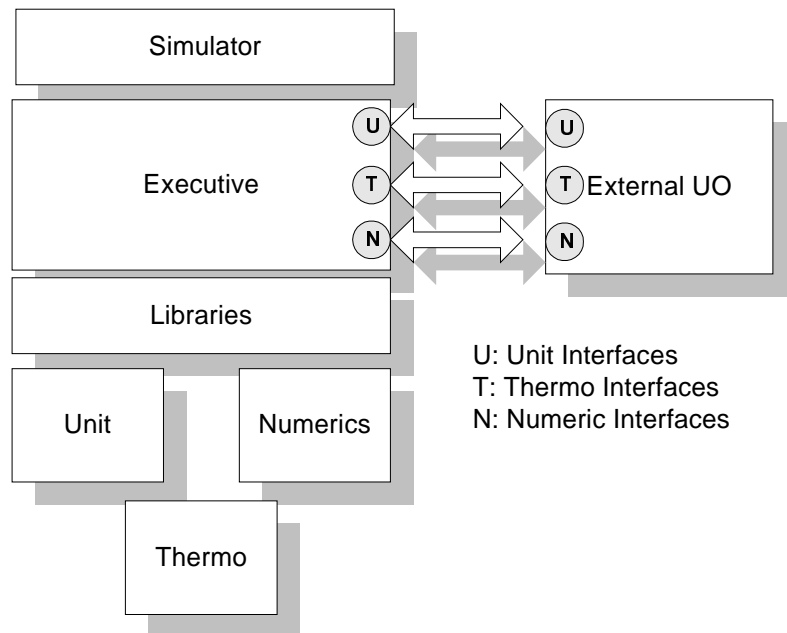 Simulator
U
U
Executive
T
T
External UO
N
N
Libraries
U: Unit Interfaces
T: Thermo Interfaces
N: Numeric Interfaces
Unit
Numerics
Thermo